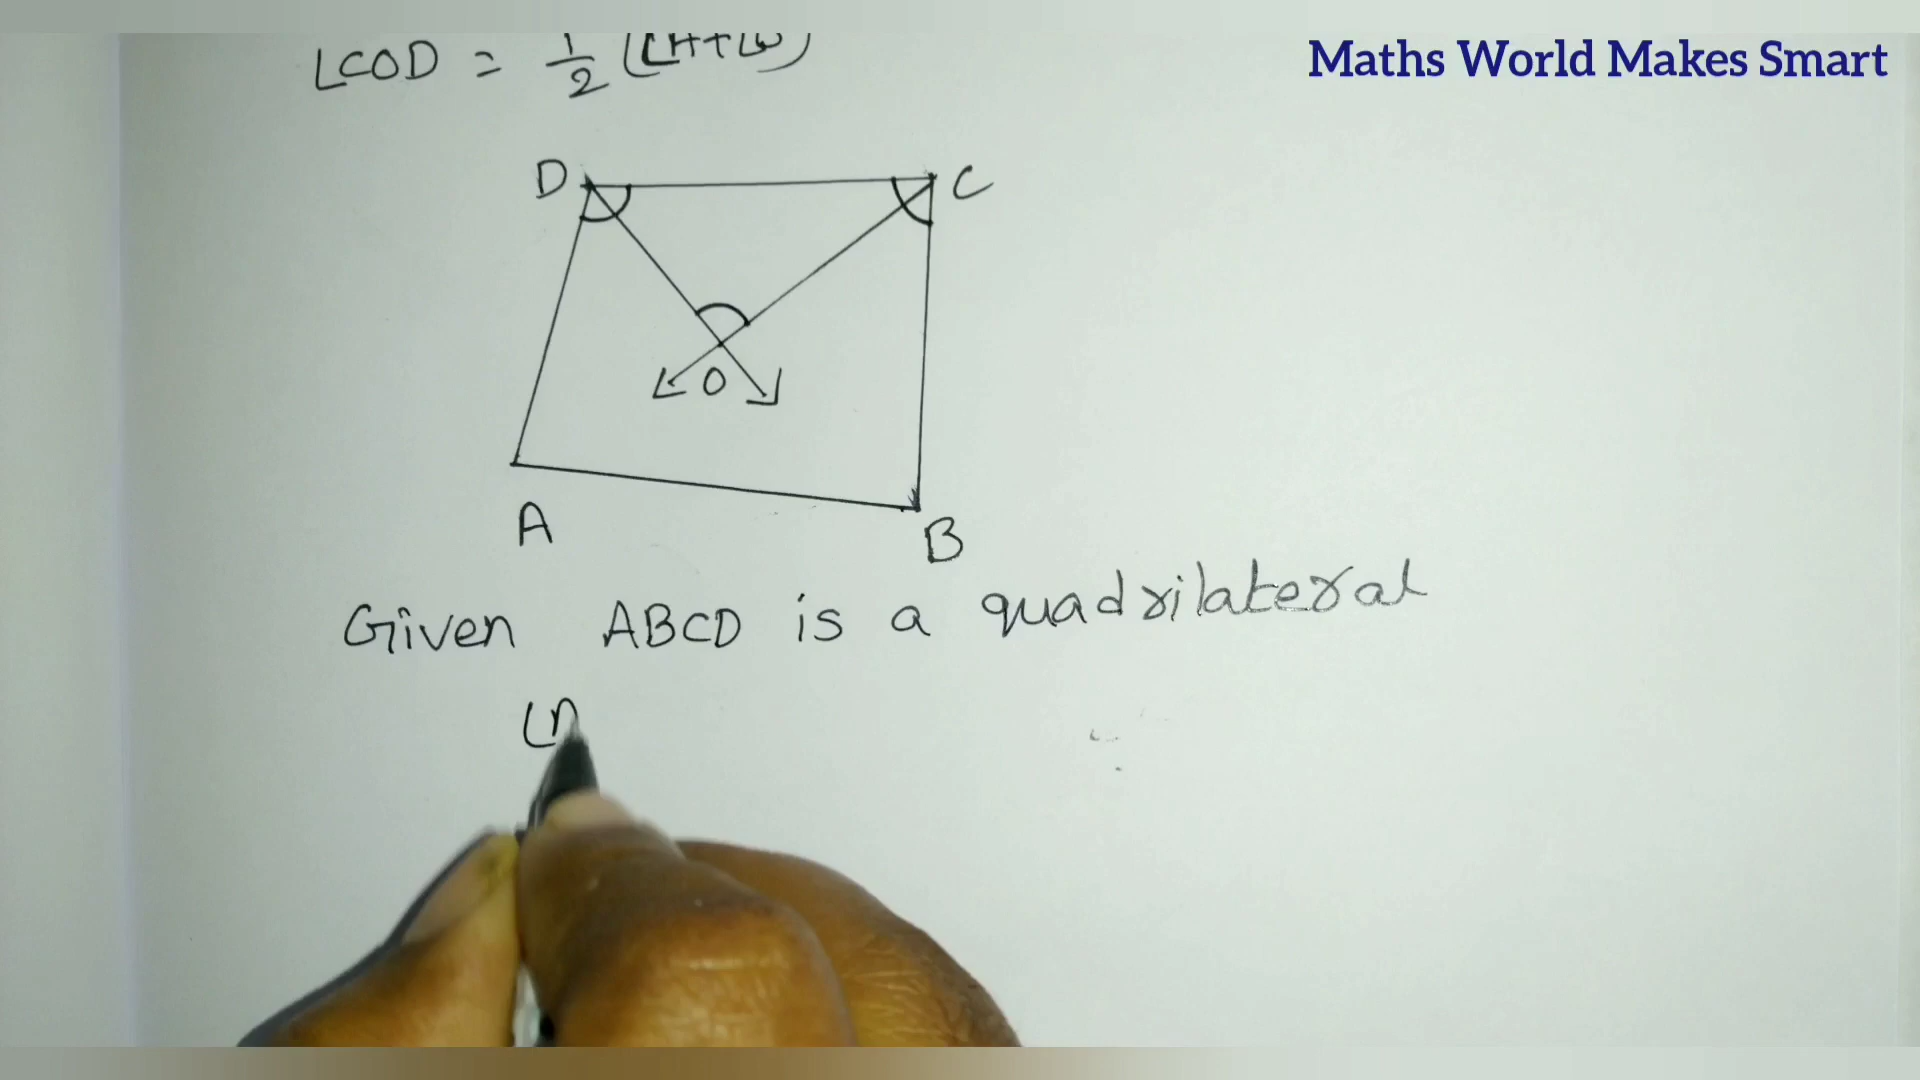 Maths World Makes Smart
∠COD = 1/2 (∠A+∠B)
D C
O
A B
Given ABCD is a quadrilateral
∠A